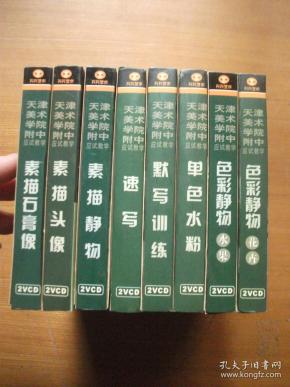 天津美术学院附中
应试教学
素描石膏像
2VCD
天津美术学院附中
应试教学
素描头像
2VCD
天津美术学院附中
应试教学
素描静物
2VCD
天津美术学院附中
应试教学
速写
2VCD
天津美术学院附中
应试教学
默写训练
2VCD
天津美术学院附中
应试教学
单色水粉
2VCD
天津美术学院附中
应试教学
色彩静物
水果
2VCD
天津美术学院附中
应试教学
色彩静物
花卉
2VCD
孔夫子旧书网